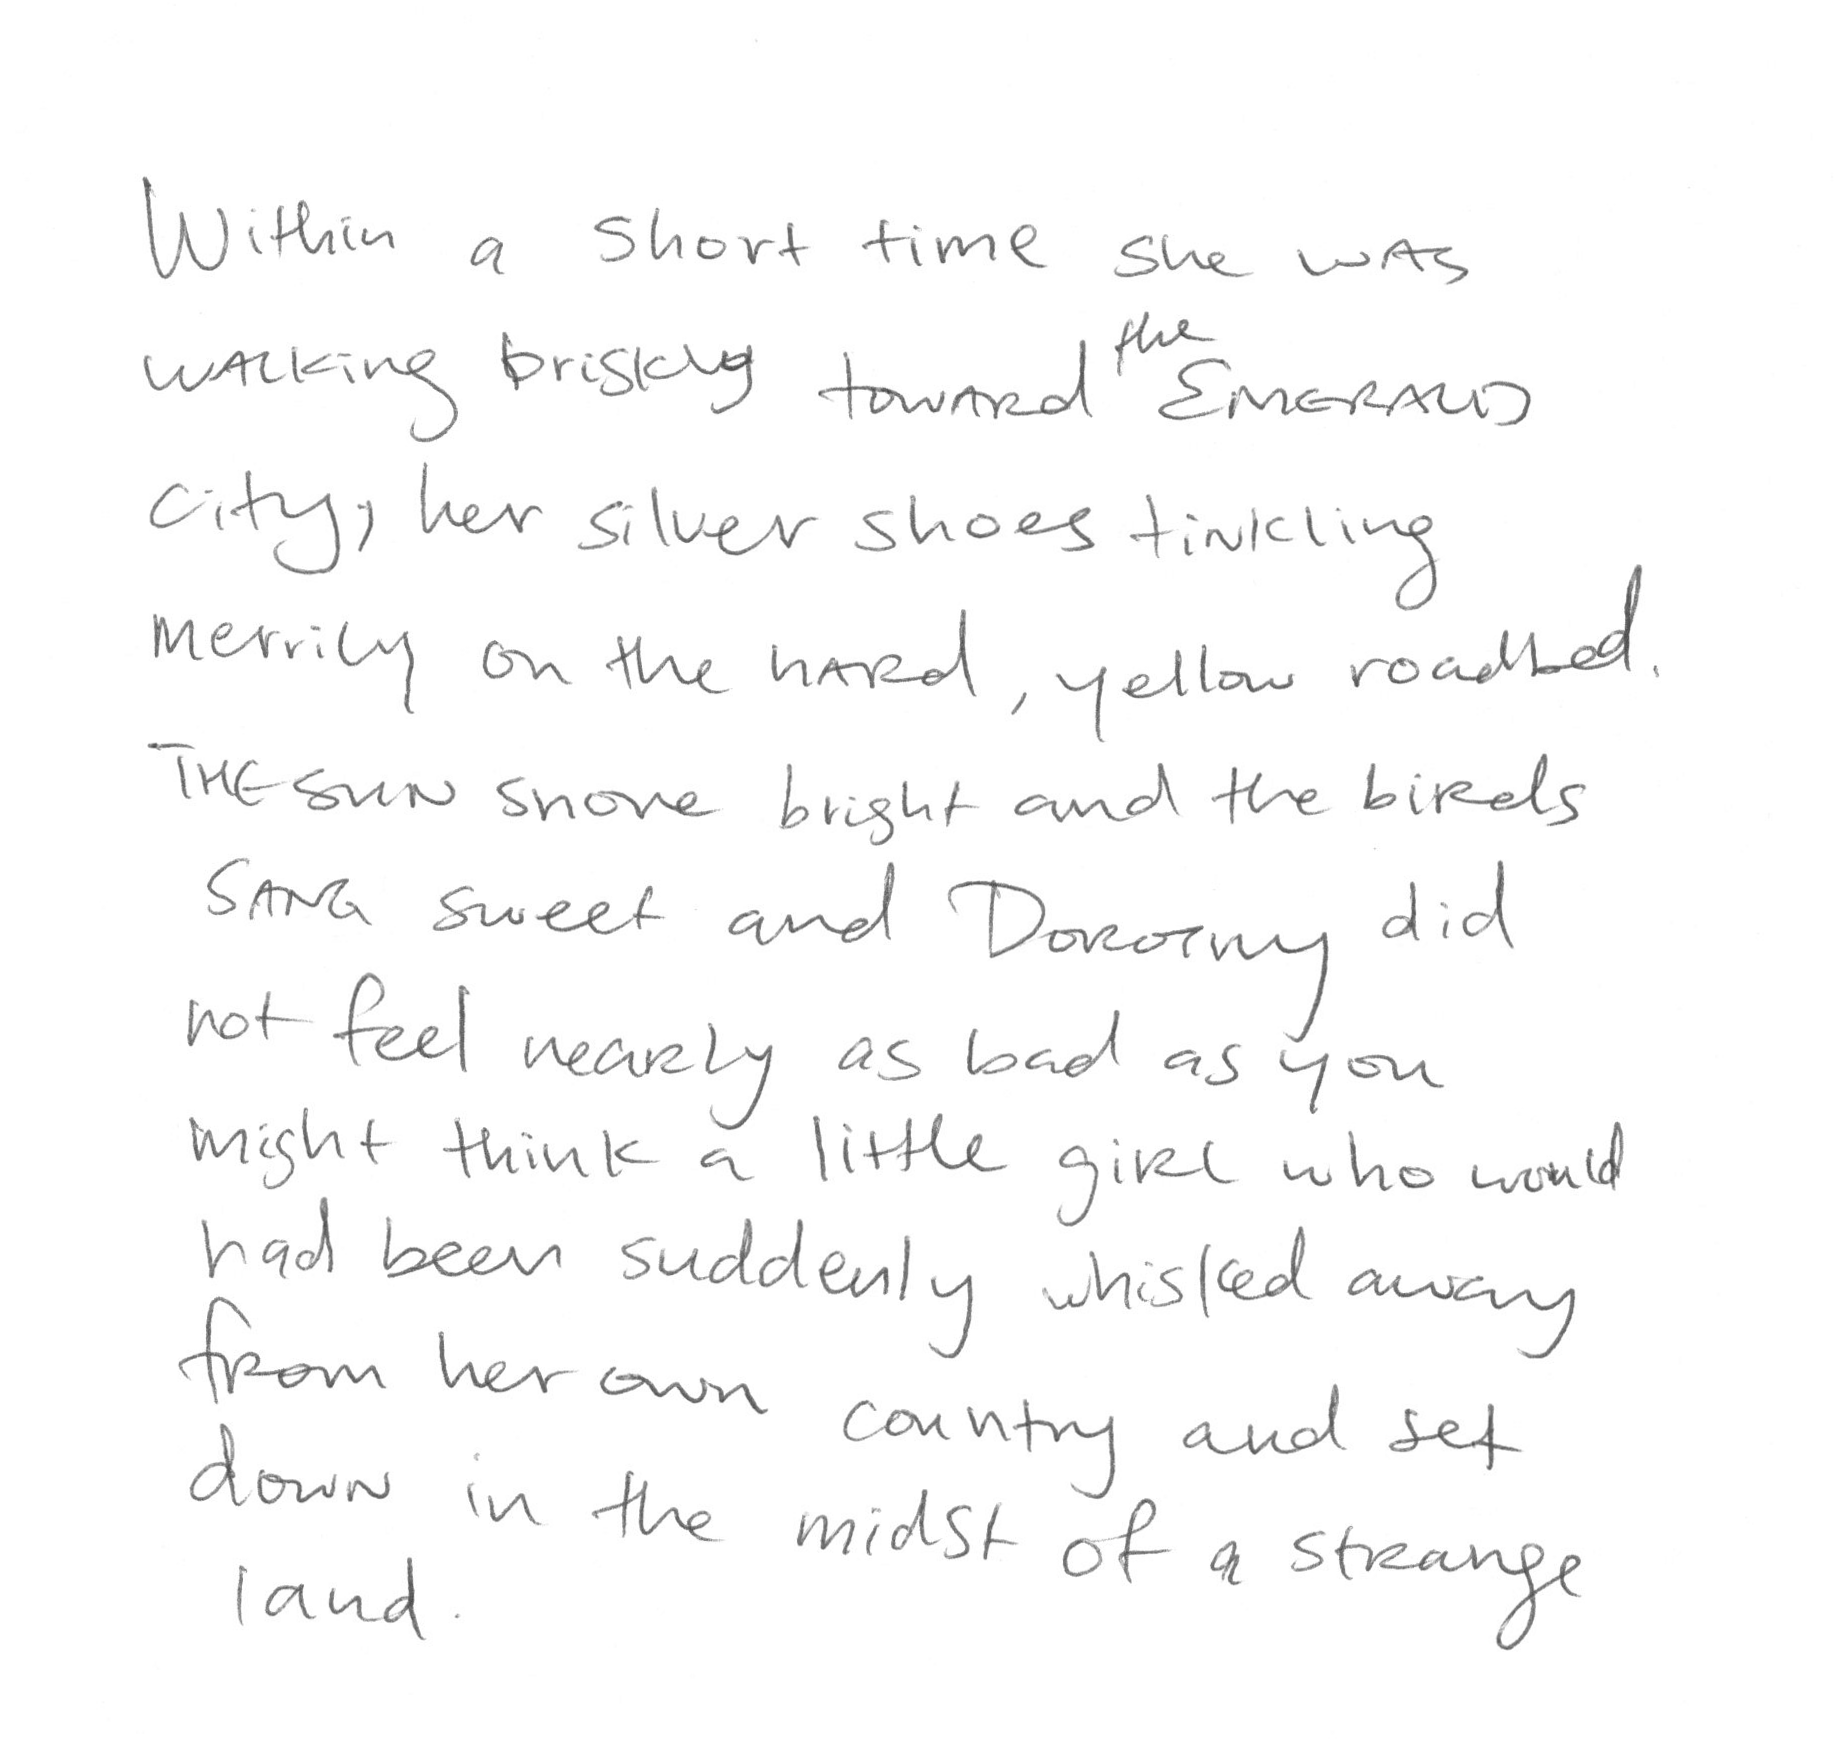 Within a short time she was
walking briskly toward the Emerald
city, her silver shoes tinkling
merrily on the hard, yellow roadbed.
The sun shone bright and the birds
sang sweet and Dorothy did
not feel nearly as bad as you
might think a little girl who would
had been suddenly whisked away
from her own country and set
down in the midst of a strange
land.